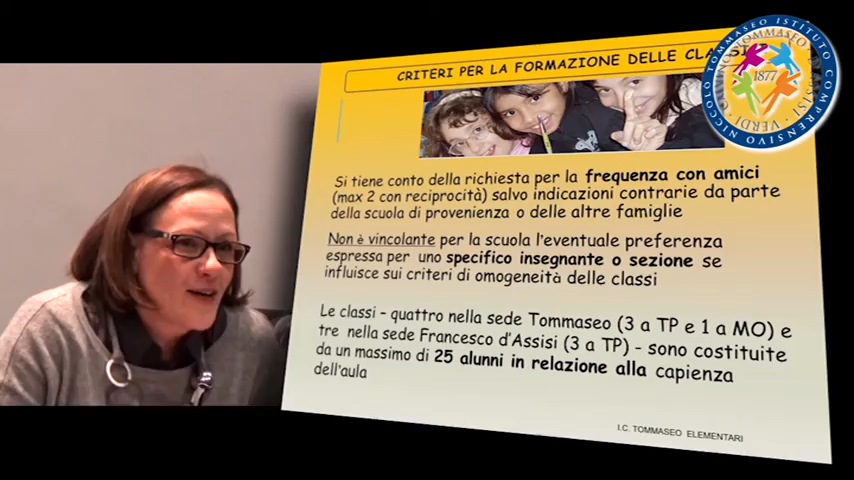 CRITERI PER LA FORMAZIONE DELLE
Si tiene conto della richiesta per la frequenza con amici
(max 2 con reciprocità) salvo indicazioni contrarie da parte
della scuola di provenienza o delle altre famiglie
Non è vincolante per la scuola l'eventuale preferenza
espressa per uno specifico insegnante o sezione se
influisce sui criteri di omogeneità delle classi
Le classi – quattro nella sede Tommaseo (3 a TP e 1 a MO) e
tre nella sede Francesco d'Assisi (3 a TP) - sono costituite
da un massimo di 25 alunni in relazione alla capienza
dell'aula
I.C. TOMMASEO ELEMENTARI
ISTITUTO COMPRENSIVO NICCOLO TOMMASEO
TOMMASEO
VERDI
1877